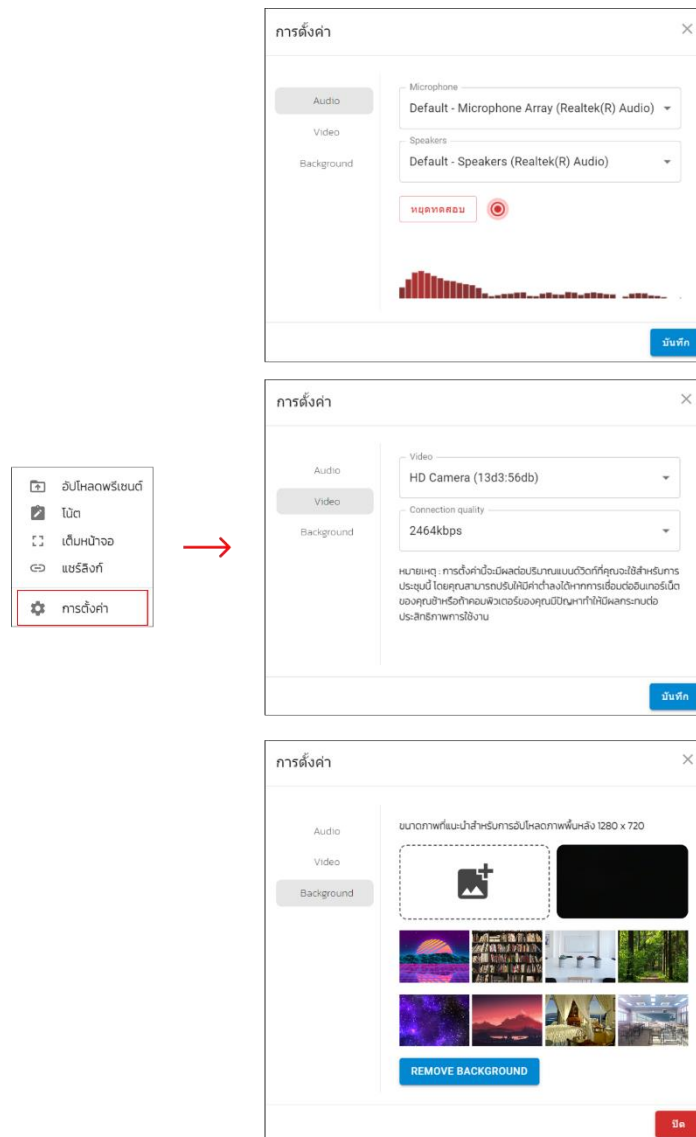 การตั้งค่า
Audio
Video
Background
Microphone
Default - Microphone Array (Realtek(R) Audio)
Speakers
Default - Speakers (Realtek(R) Audio)
หยุดทดสอบ
บันทึก
อัปโหลดพรีเซนต์
โน้ต
เต็มหน้าจอ
แชร์ลิงก์
การตั้งค่า
การตั้งค่า
Audio
Video
Background
Video
HD Camera (13d3:56db)
Connection quality
2464kbps
หมายเหตุ : การตั้งค่านี้จะมีผลต่อปริมาณแบนด์วิดท์ที่คุณจะใช้สำหรับการ
ประชุมนี้ โดยคุณสามารถปรับให้มีค่าต่ำลงได้หากการเชื่อมต่ออินเทอร์เน็ต
ของคุณช้าหรือถ้าคอมพิวเตอร์ของคุณมีปัญหาทำให้มีผลกระทบต่อ
ประสิทธิภาพการใช้งาน
บันทึก
การตั้งค่า
Audio
Video
Background
ขนาดภาพที่แนะนำสำหรับการอัปโหลดภาพพื้นหลัง 1280 x 720
REMOVE BACKGROUND
ปิด